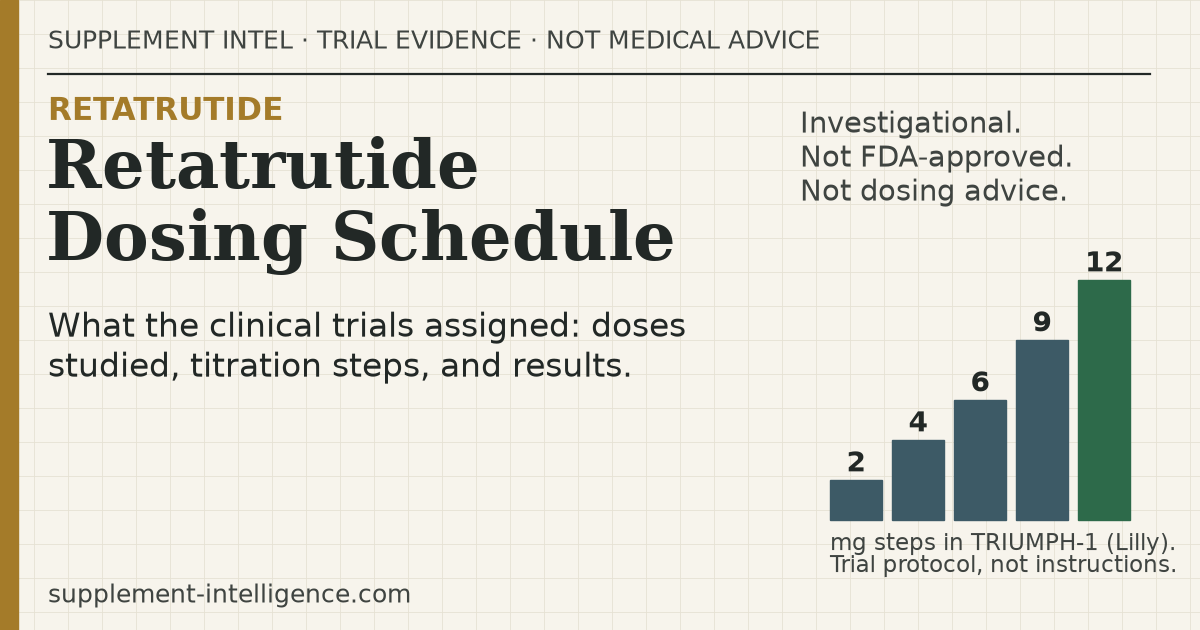 SUPPLEMENT INTEL · TRIAL EVIDENCE · NOT MEDICAL ADVICE
RETATRUTIDE
Retatrutide
Dosing Schedule
What the clinical trials assigned: doses
studied, titration steps, and results.
Investigational.
Not FDA-approved.
Not dosing advice.
2
4
6
9
12
mg steps in TRIUMPH-1 (Lilly).
Trial protocol, not instructions.
supplement-intelligence.com